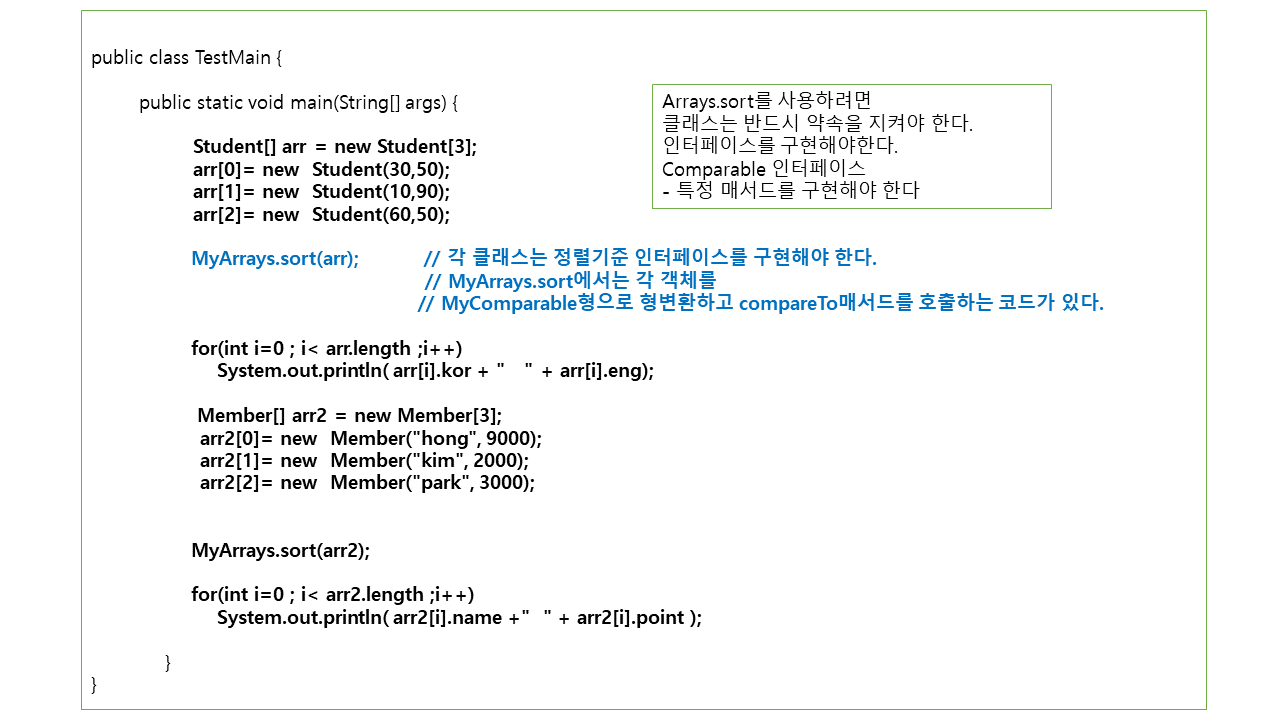 public class TestMain {
public static void main(String[] args) {
Arrays.sort를 사용하려면
클래스는 반드시 약속을 지켜야 한다.
인터페이스를 구현해야한다.
Comparable 인터페이스
- 특정 매서드를 구현해야 한다
Student[] arr = new Student[3];
arr[0]= new Student(30,50);
arr[1]= new Student(10,90);
arr[2]= new Student(60,50);
MyArrays.sort(arr); // 각 클래스는 정렬기준 인터페이스를 구현해야 한다.
// MyArrays.sort에서는 각 객체를
// MyComparable형으로 형변환하고 compareTo매서드를 호출하는 코드가 있다.
for(int i=0 ; i< arr.length ;i++)
System.out.println( arr[i].kor + "   " + arr[i].eng);
Member[] arr2 = new Member[3];
arr2[0]= new Member("hong", 9000);
arr2[1]= new Member("kim", 2000);
arr2[2]= new Member("park", 3000);
MyArrays.sort(arr2);
for(int i=0 ; i< arr2.length ;i++)
System.out.println( arr2[i].name +"  " + arr2[i].point );
}
}